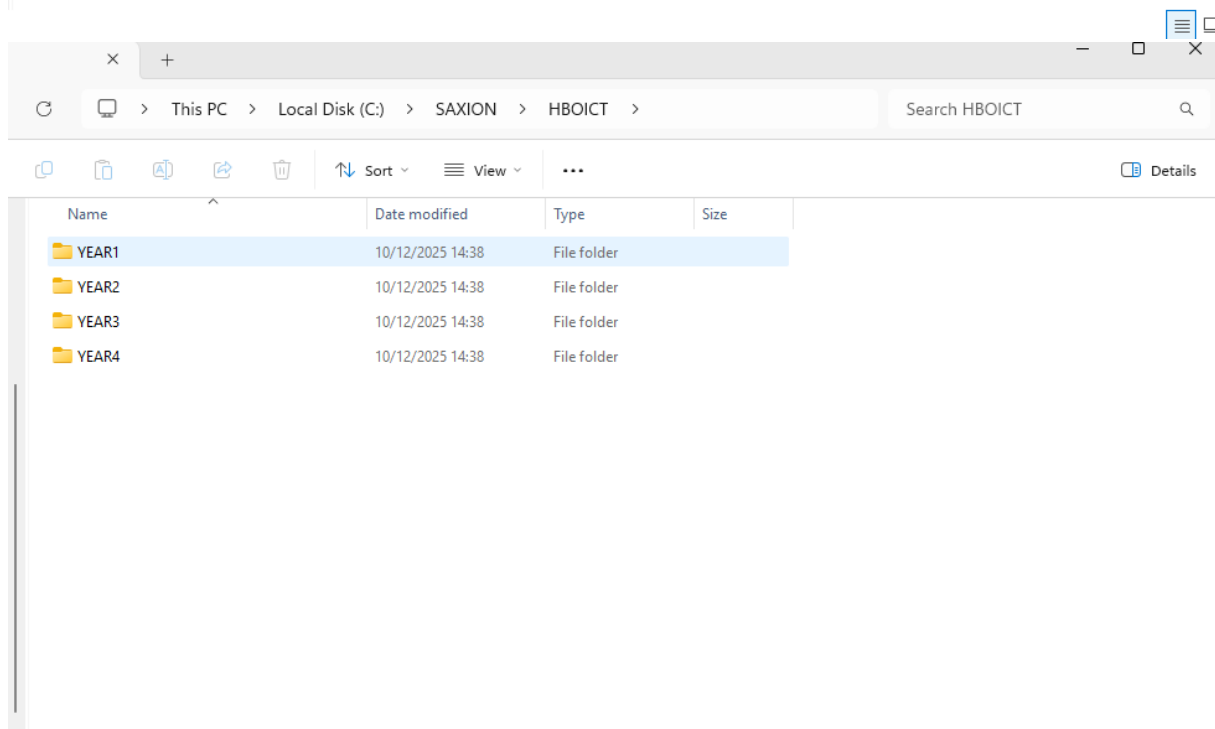 This PC > Local Disk (C:) > SAXION > HBOICT > Search HBOICT
Sort View ... Details
Name Date modified Type Size
YEAR1 10/12/2025 14:38 File folder
YEAR2 10/12/2025 14:38 File folder
YEAR3 10/12/2025 14:38 File folder
YEAR4 10/12/2025 14:38 File folder